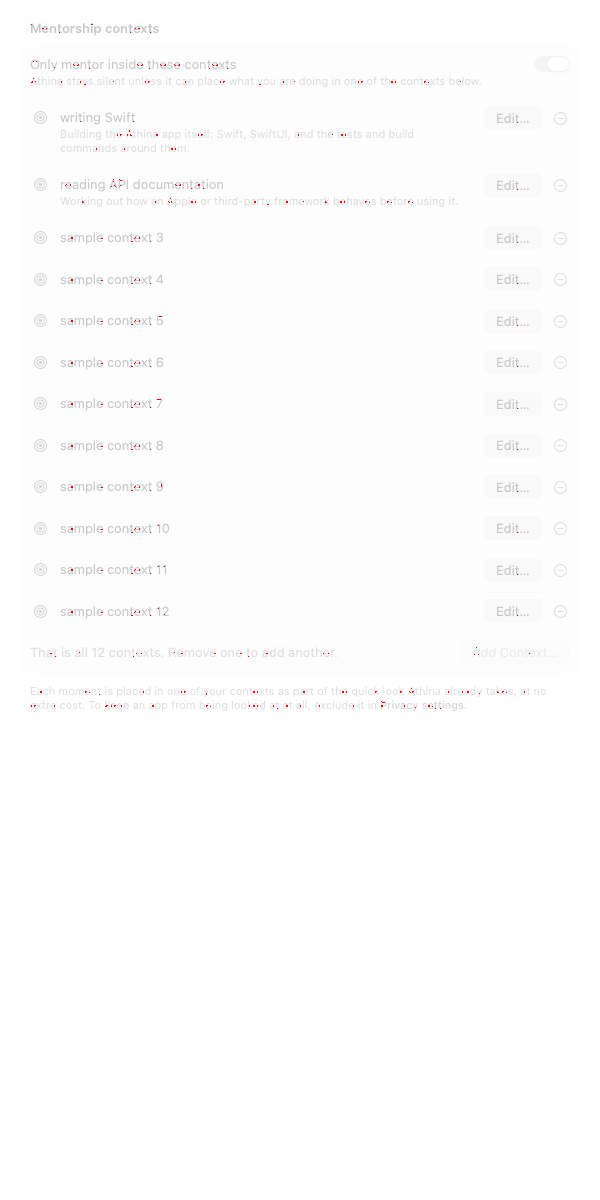 Mentorship contexts
Only mentor inside these contexts
Athina stays silent unless it can place what you are doing in one of the contexts below.
writing Swift
Edit...
Building the Athina app itself: Swift, SwiftUI, and the tests and build
commands around them.
reading API documentation
Edit...
Working out how an Apple or third-party framework behaves before using it.
sample context 3
Edit...
sample context 4
Edit...
sample context 5
Edit...
sample context 6
Edit...
sample context 7
Edit...
sample context 8
Edit...
sample context 9
Edit...
sample context 10
Edit...
sample context 11
Edit...
sample context 12
Edit...
That is all 12 contexts. Remove one to add another.
Add Context...
Each moment is placed in one of your contexts as part of the quick look Athina already takes, at no
extra cost. To keep an app from being looked at at all, exclude it in Privacy settings.